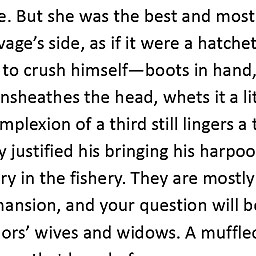 e. But she was the best and most
vage’s side, as if it were a hatchet
to crush himself—boots in hand,
nsheathes the head, whets it a lit
mplexion of a third still lingers a t
y justified his bringing his harpoo
ry in the fishery. They are mostly
mansion, and your question will be
ors’ wives and widows. A muffled